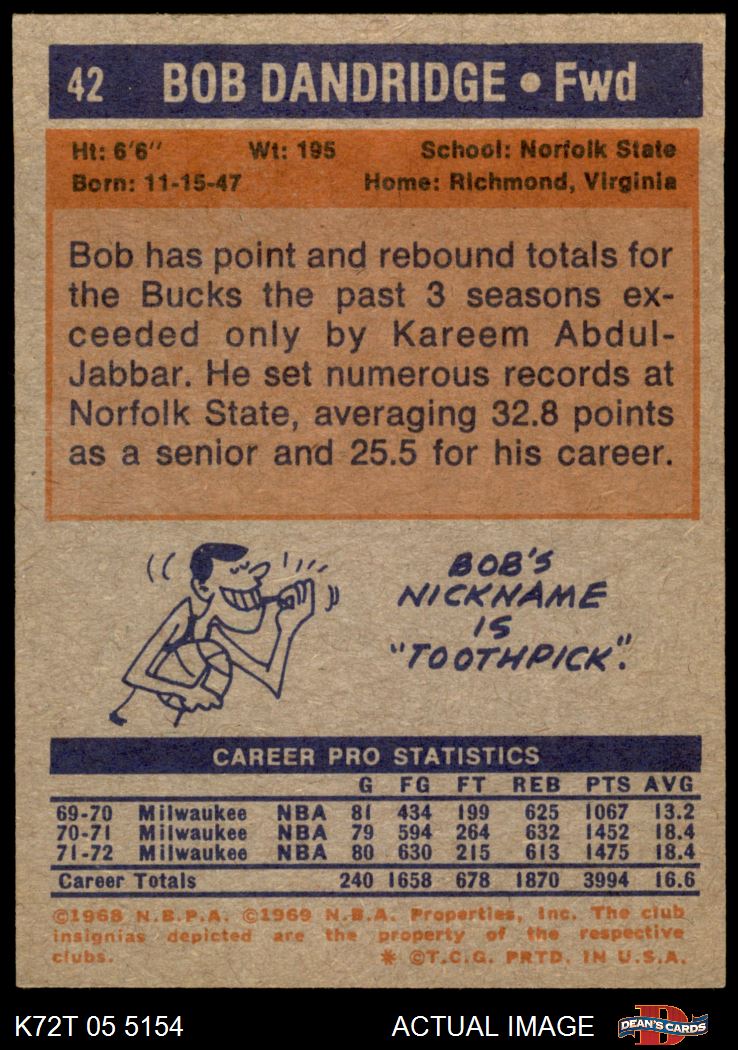 42 BOB DANDRIDGE • Fwd
Ht: 6'6" Wt: 195 School: Norfolk State
Born: 11-15-47 Home: Richmond, Virginia
Bob has point and rebound totals for
the Bucks the past 3 seasons ex-
ceeded only by Kareem Abdul-
Jabbar. He set numerous records at
Norfolk State, averaging 32.8 points
as a senior and 25.5 for his career.
BOB'S
NICKNAME
IS
"TOOTHPICK".
CAREER PRO STATISTICS
G FG FT REB PTS AVG
69-70 Milwaukee NBA 81 434 199 625 1067 13.2
70-71 Milwaukee NBA 79 594 264 632 1452 18.4
71-72 Milwaukee NBA 80 630 215 613 1475 18.4
Career Totals 240 1658 678 1870 3994 16.6
©1968 N.B.P.A. ©1969 N.B.A. Properties, Inc. The club
insignias depicted are the property of the respective
clubs. * ©T.C.G. PRTD. IN U.S.A.
K72T 05 5154 ACTUAL IMAGE DEAN'S CARDS